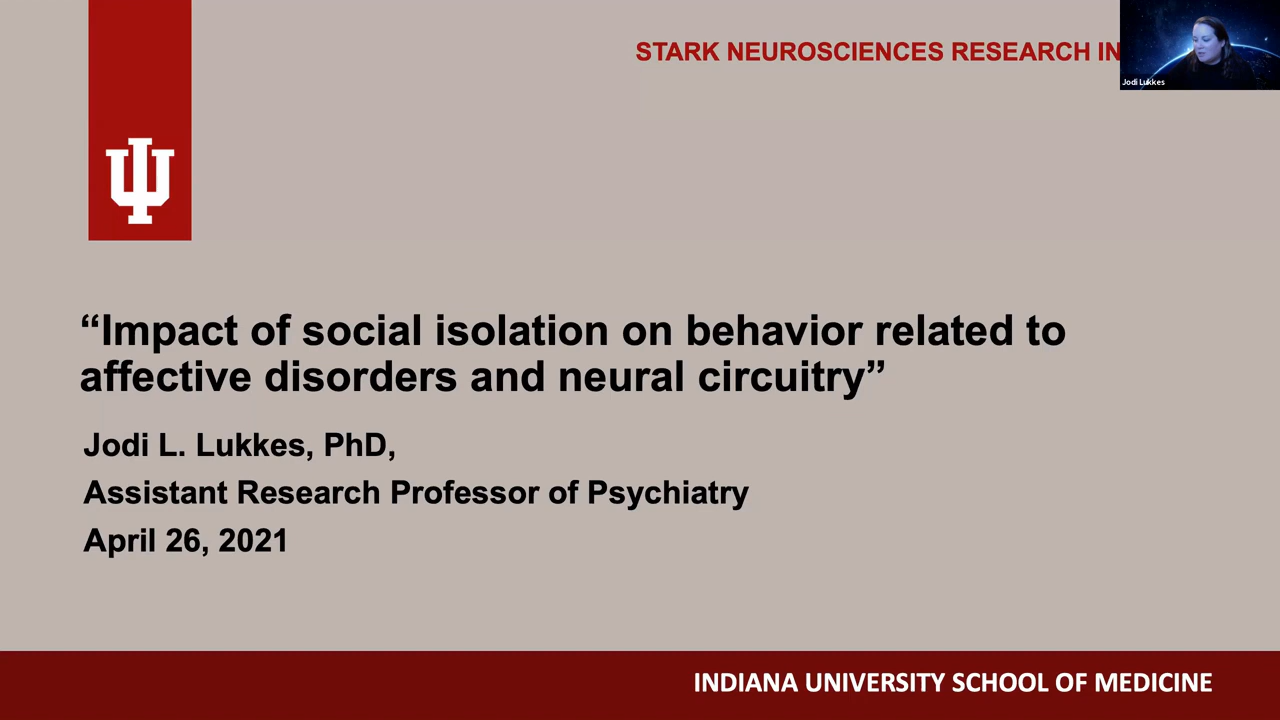 STARK NEUROSCIENCES RESEARCH IN
Jodi Lukkes
“Impact of social isolation on behavior related to
affective disorders and neural circuitry”
Jodi L. Lukkes, PhD,
Assistant Research Professor of Psychiatry
April 26, 2021
INDIANA UNIVERSITY SCHOOL OF MEDICINE